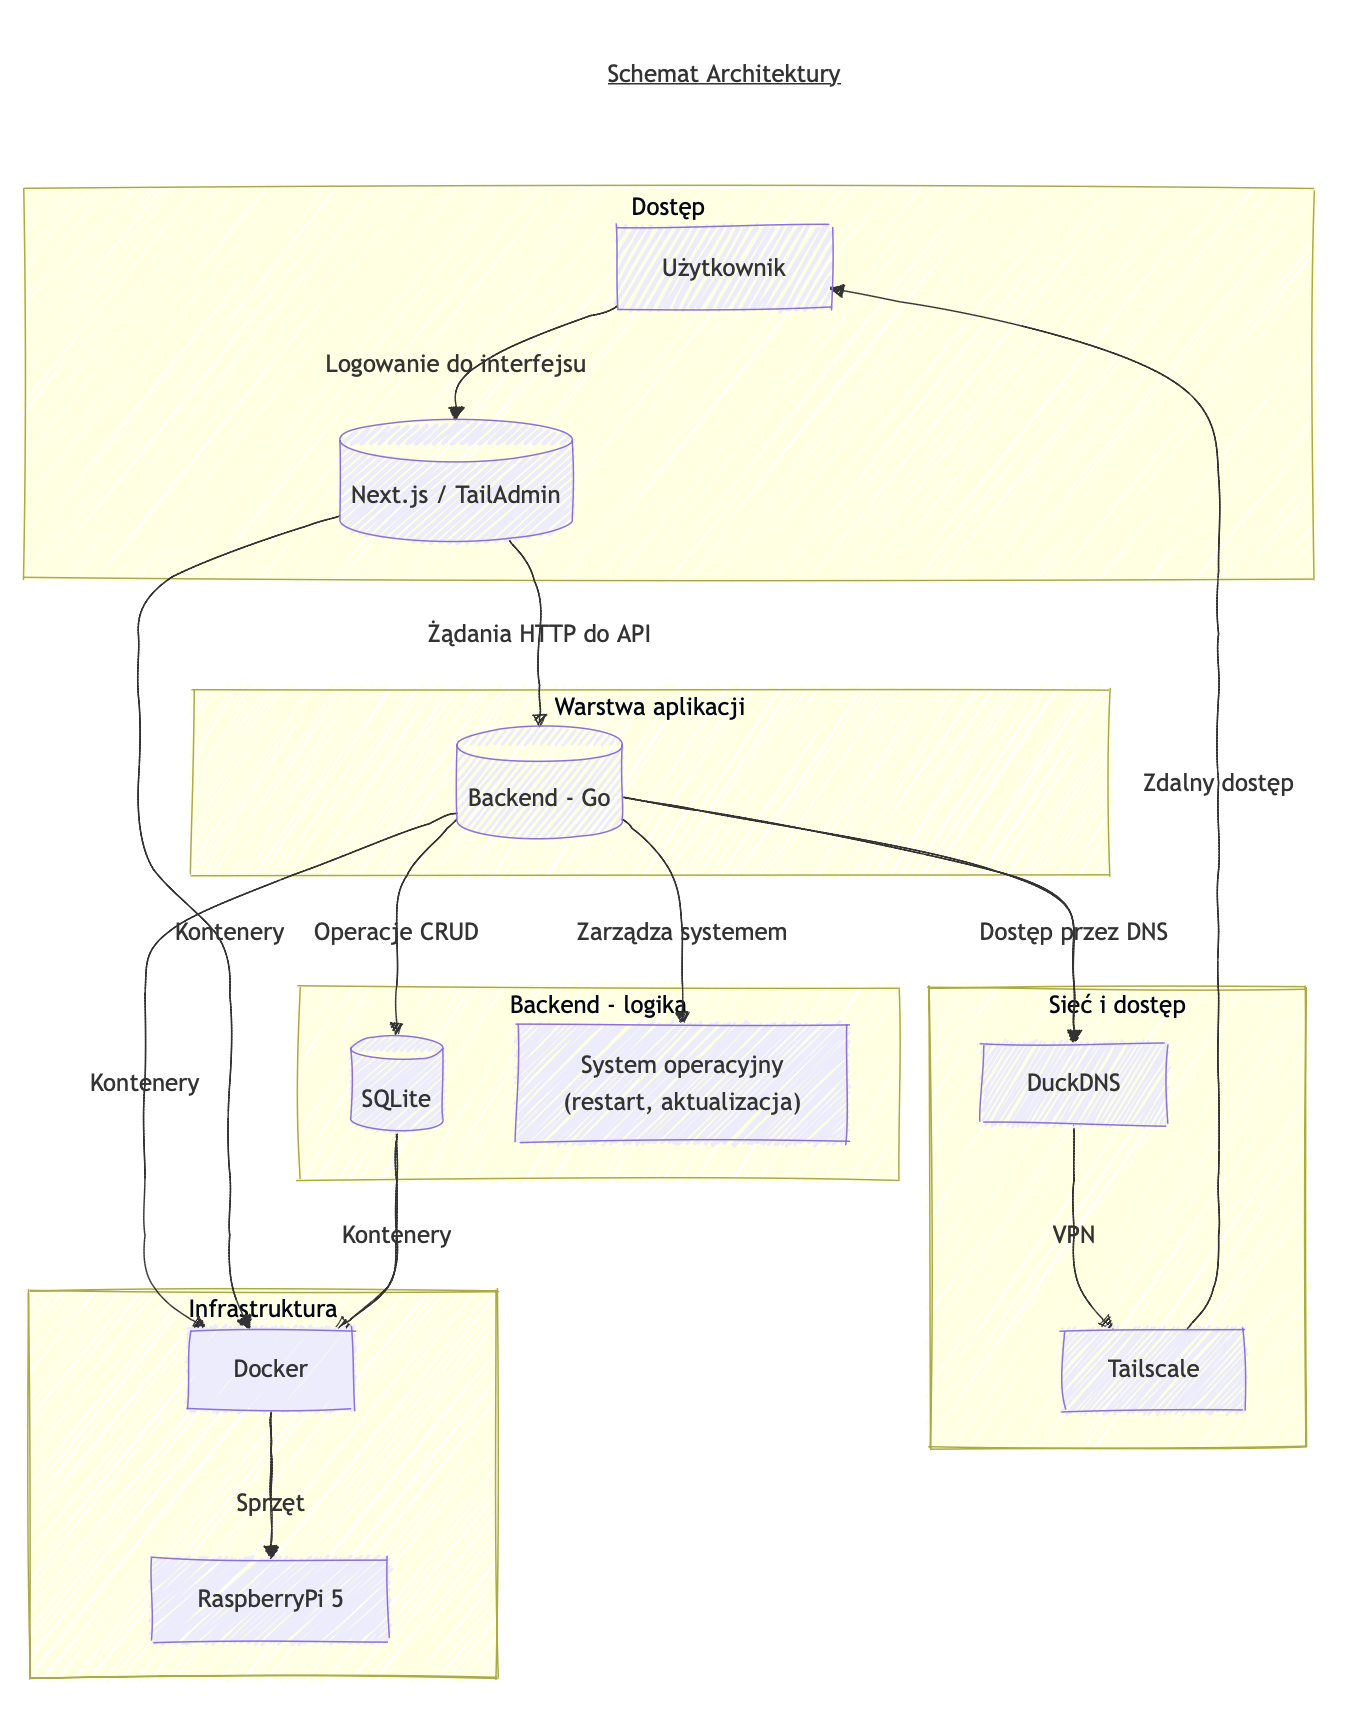 Schemat Architektury
Dostęp
Użytkownik
Logowanie do interfejsu
Next.js / TailAdmin
Żądania HTTP do API
Warstwa aplikacji
Backend - Go
Zdalny dostęp
Kontenery
Operacje CRUD
Zarządza systemem
Dostęp przez DNS
Backend - logika
Sieć i dostęp
System operacyjny
(restart, aktualizacja)
Kontenery
SQLite
DuckDNS
Kontenery
VPN
Infrastruktura
Docker
Tailscale
Sprzęt
RaspberryPi 5